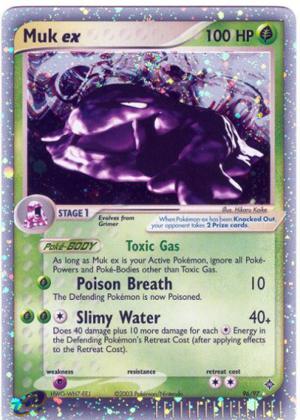 Muk ex 100 HP
Illus. Hikaru Koike
STAGE 1
Evolves from
Grimer
When Pokémon-ex has been Knocked Out,
your opponent takes 2 Prize cards.
Poké-BODY Toxic Gas
As long as Muk ex is your Active Pokémon, ignore all Poké-
Powers and Poké-Bodies other than Toxic Gas.
Poison Breath 10
The Defending Pokémon is now Poisoned.
Slimy Water 40+
Does 40 damage plus 10 more damage for each Energy
in the Defending Pokémon's Retreat Cost (after applying effects
to the Retreat Cost).
weakness resistance retreat cost
©2003 Pokémon/Nintendo
96/97